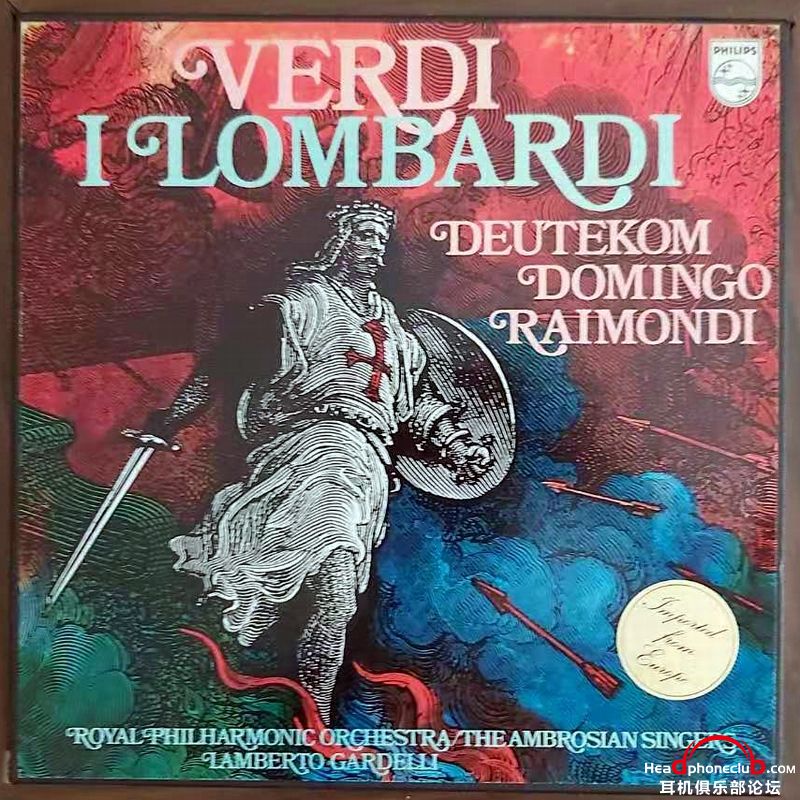 VERDI
I LOMBARDI
PHILIPS
DEUTEKOM
DOMINGO
RAIMONDI
Imported
from
Europe
ROYAL PHILHARMONIC ORCHESTRA/THE AMBROSIAN SINGERS
LAMBERTO GARDELLI
Headphoneclub.com
耳机俱乐部论坛